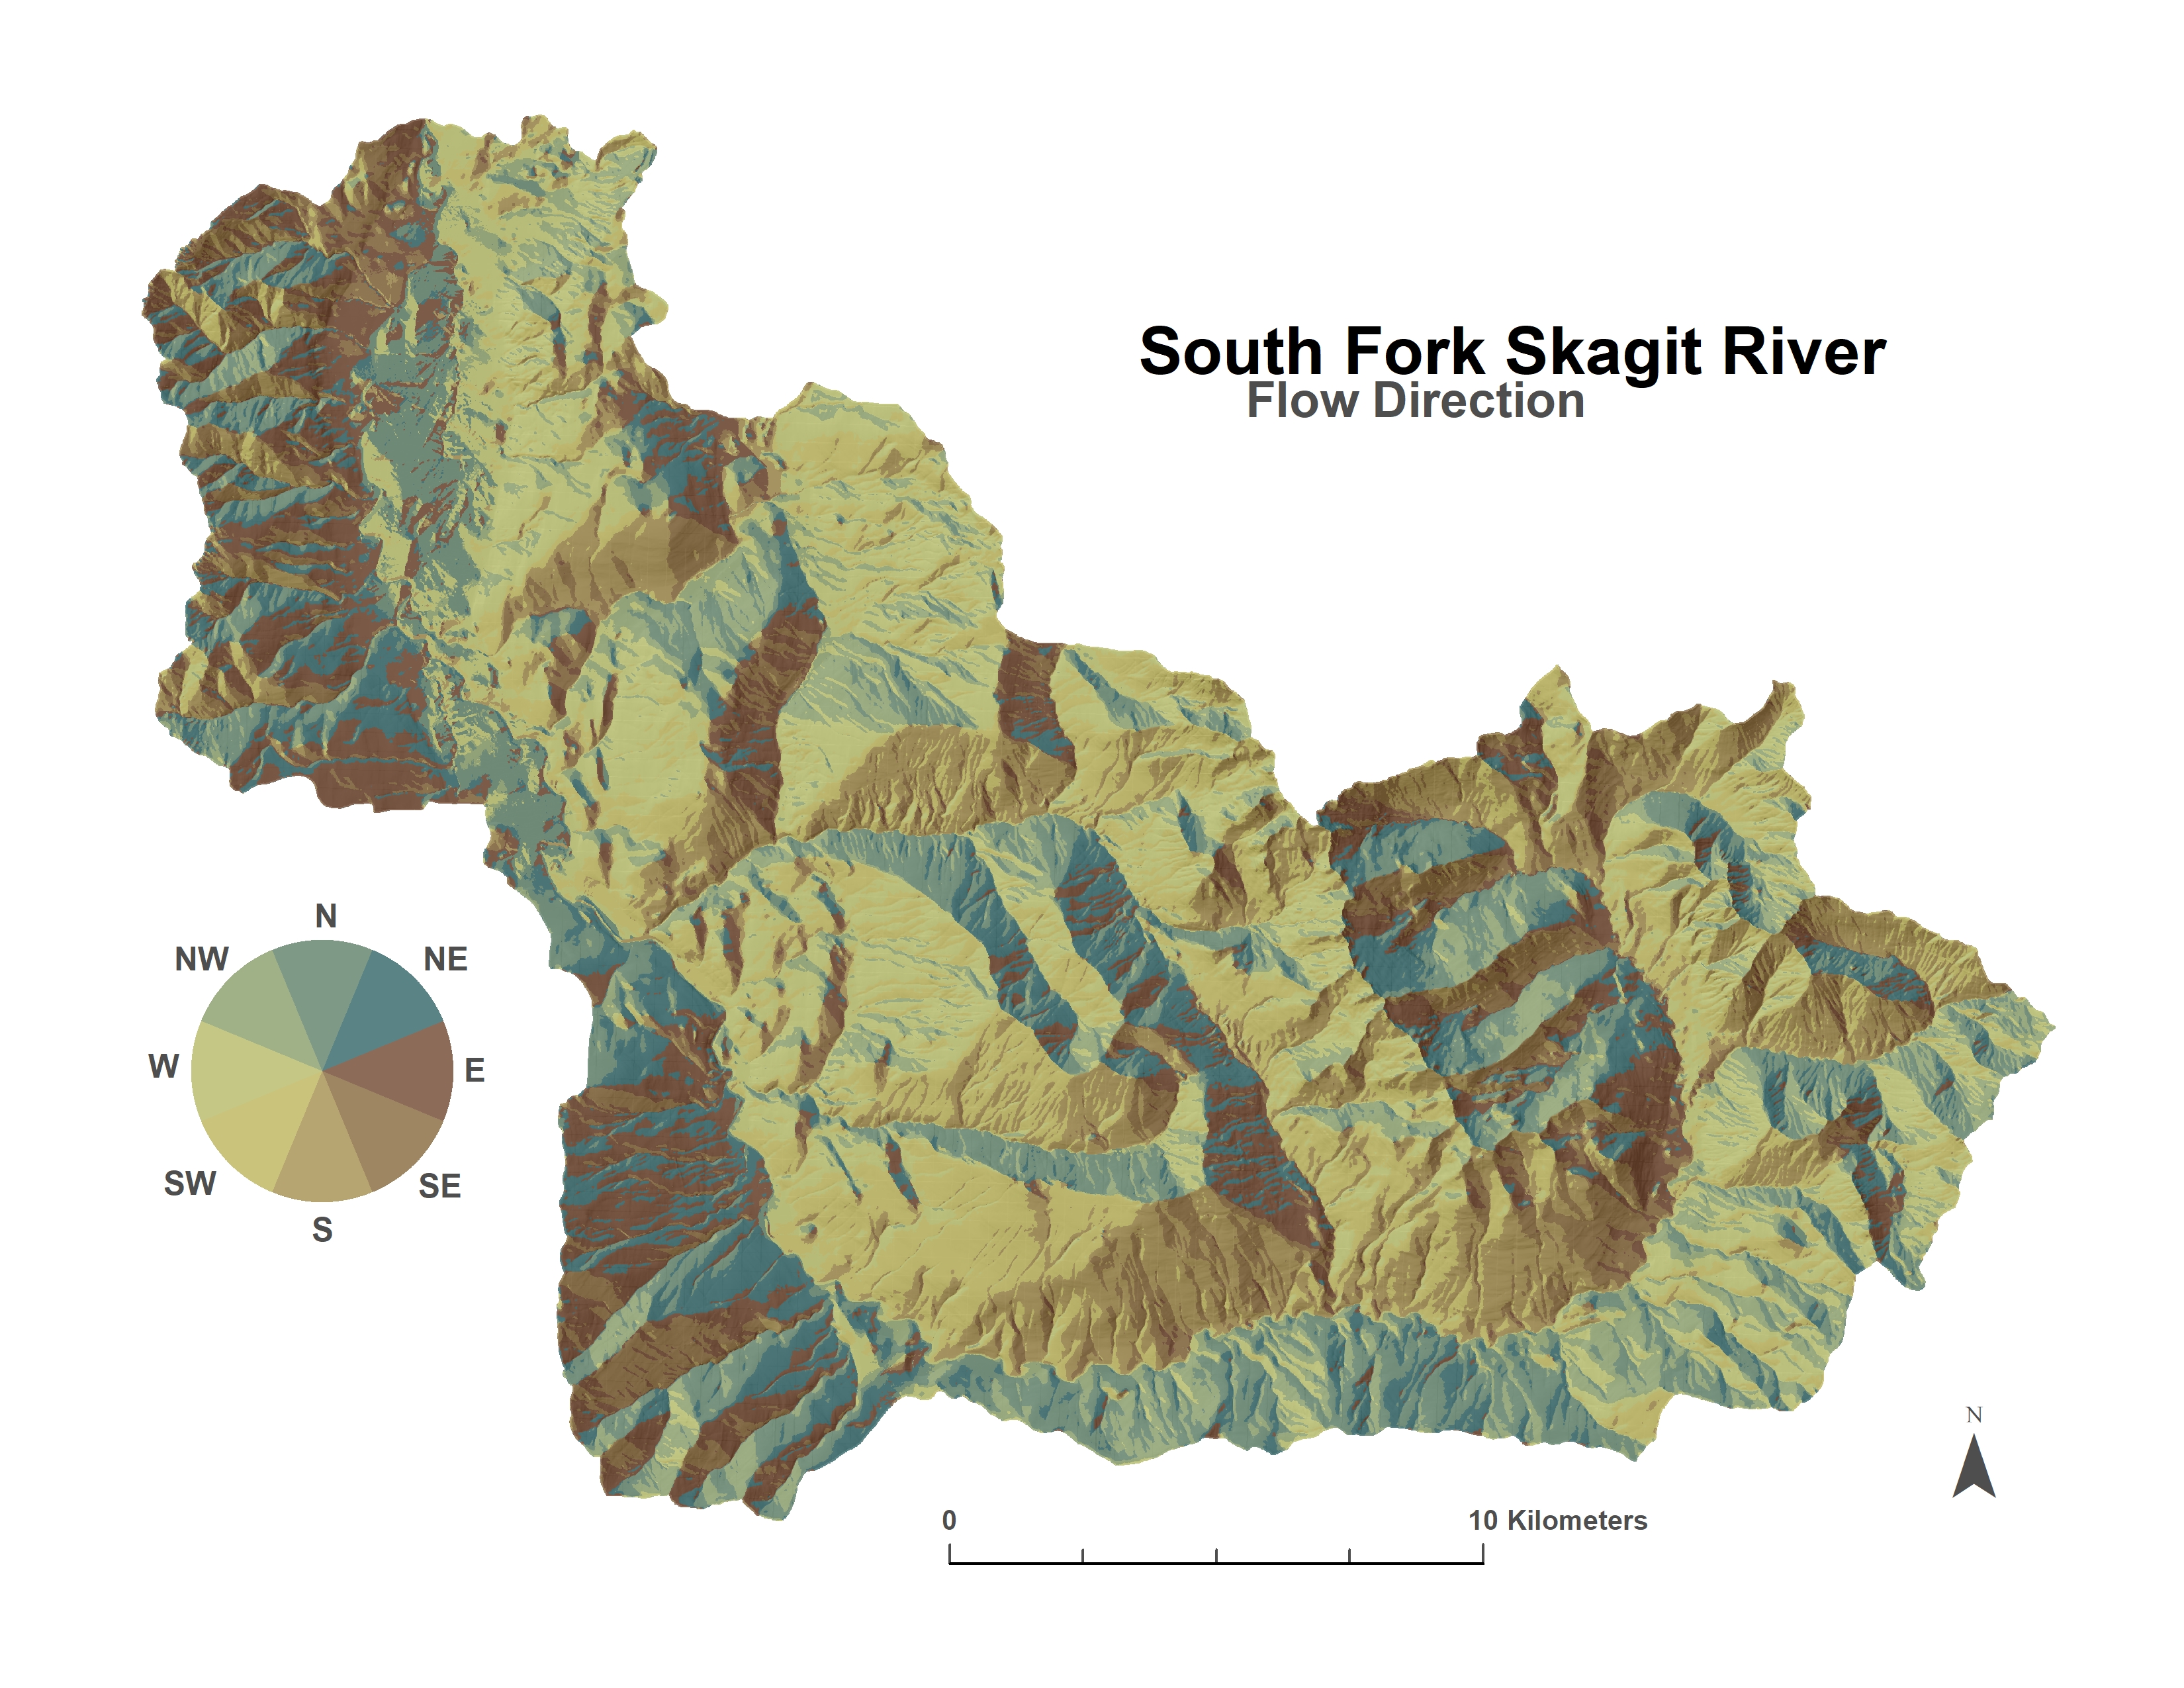 South Fork Skagit River
Flow Direction
N
NW
NE
W
E
SW
SE
S
N
0
10 Kilometers